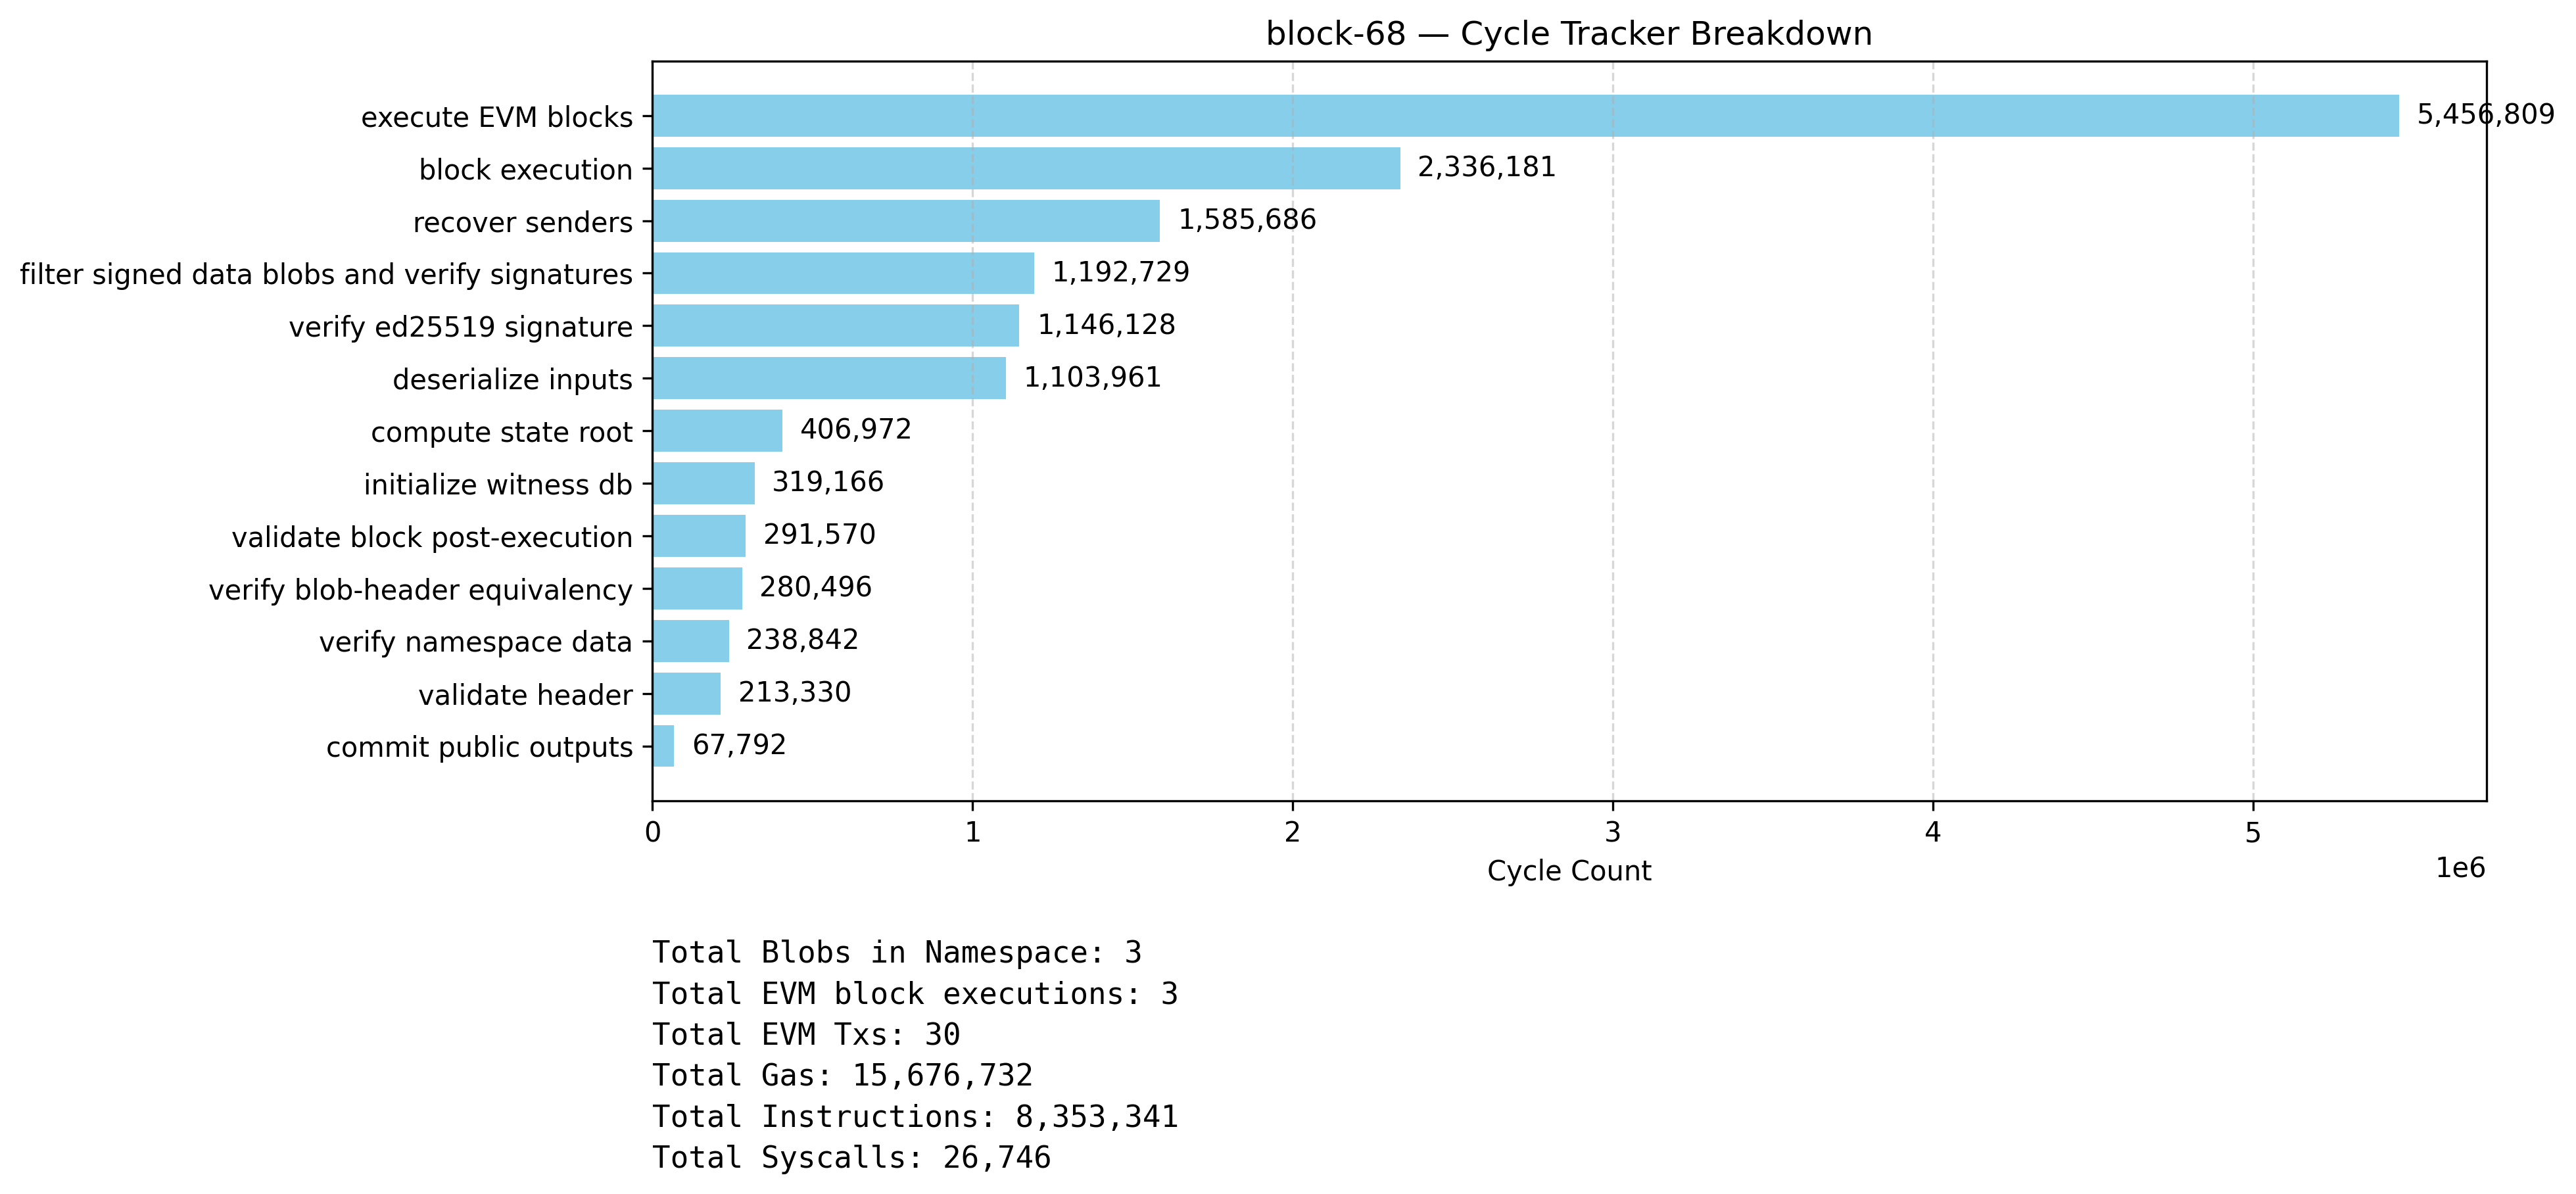 block-68 — Cycle Tracker Breakdown
execute EVM blocks 5,456,809
block execution 2,336,181
recover senders 1,585,686
filter signed data blobs and verify signatures 1,192,729
verify ed25519 signature 1,146,128
deserialize inputs 1,103,961
compute state root 406,972
initialize witness db 319,166
validate block post-execution 291,570
verify blob-header equivalency 280,496
verify namespace data 238,842
validate header 213,330
commit public outputs 67,792
0 1 2 3 4 5
Cycle Count 1e6
Total Blobs in Namespace: 3
Total EVM block executions: 3
Total EVM Txs: 30
Total Gas: 15,676,732
Total Instructions: 8,353,341
Total Syscalls: 26,746